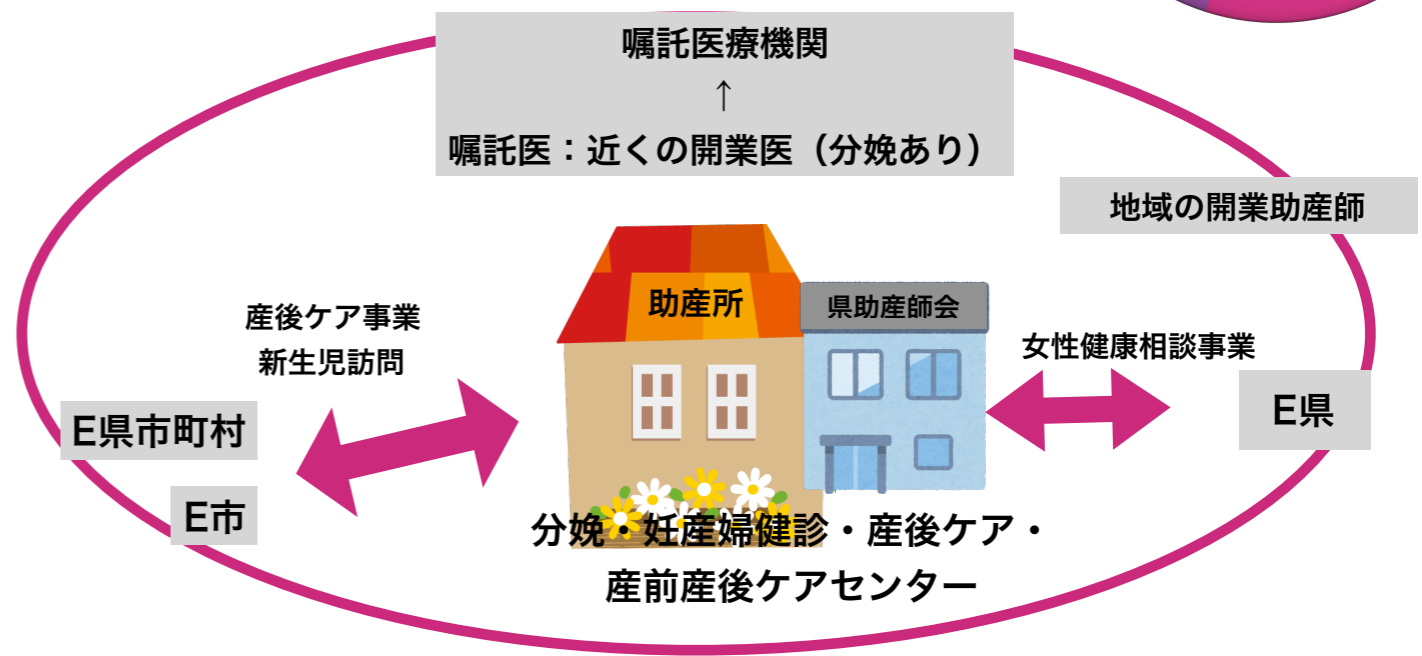 嘱託医療機関
↑
嘱託医：近くの開業医（分娩あり）
地域の開業助産師
助産所
県助産師会
産後ケア事業
新生児訪問
女性健康相談事業
E県市町村
E市
E県
分娩・妊産婦健診・産後ケア・
産前産後ケアセンター